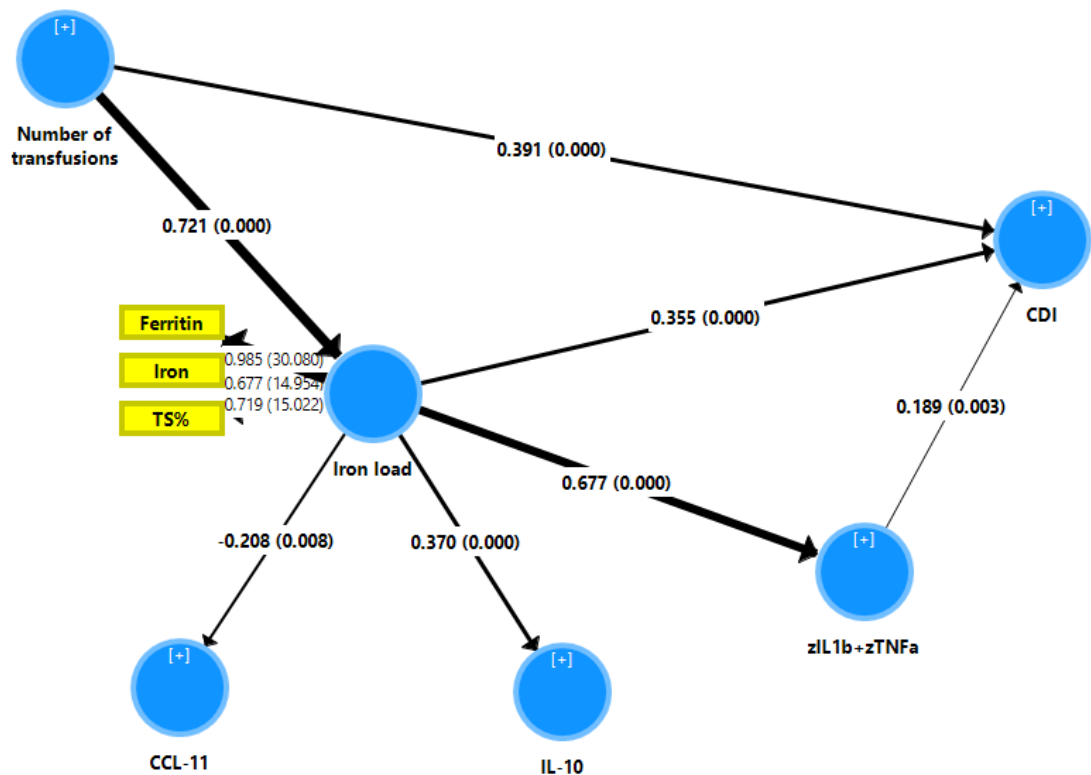 [+]
Number of
transfusions
0.391 (0.000)
[+]
CDI
0.721 (0.000)
Ferritin
Iron
TS%
0.985 (30.080)
0.677 (14.954)
0.719 (15.022)
Iron load
0.355 (0.000)
0.189 (0.003)
0.677 (0.000)
-0.208 (0.008)
0.370 (0.000)
[+]
zIL1b+zTNFa
[+]
CCL-11
[+]
IL-10